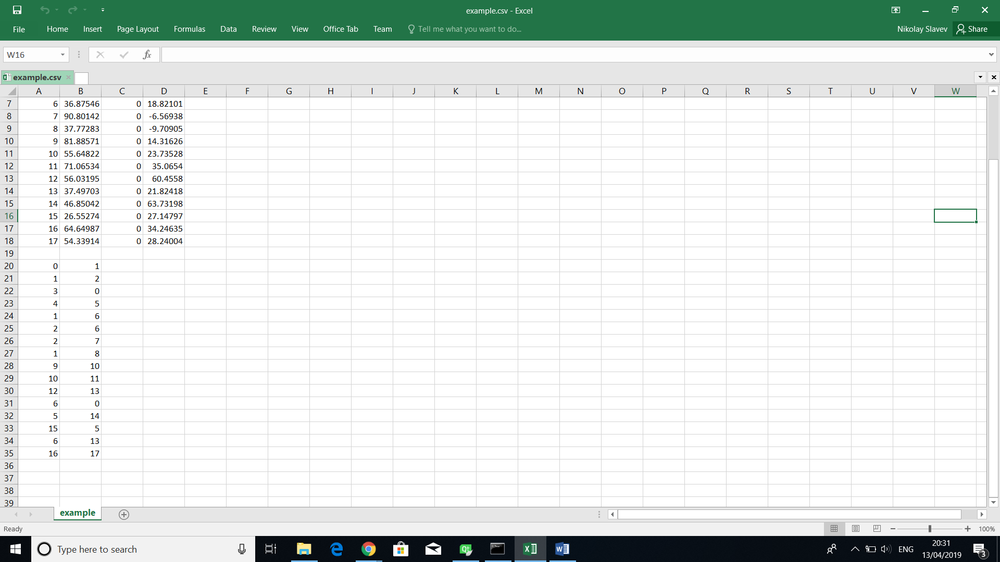 example.csv - Excel
File Home Insert Page Layout Formulas Data Review View Office Tab Team Tell me what you want to do... Nikolay Slavev Share
W16 fx
example.csv
A B C D E F G H I J K L M N O P Q R S T U V W
7 6 36.87546 0 18.82101
8 7 90.80142 0 -6.56938
9 8 37.77283 0 -9.70905
10 9 81.88571 0 14.31626
11 10 55.64822 0 23.73528
12 11 71.06534 0 35.0654
13 12 56.03195 0 60.4558
14 13 37.49703 0 21.82418
15 14 46.85042 0 63.73198
16 15 26.55274 0 27.14797
17 16 64.64987 0 34.24635
18 17 54.33914 0 28.24004
19
20 0 1
21 1 2
22 3 0
23 4 5
24 1 6
25 2 6
26 2 7
27 1 8
28 9 10
29 10 11
30 12 13
31 6 0
32 5 14
33 15 5
34 6 13
35 16 17
36
37
38
39
example
Ready 100%
Type here to search ENG 20:31
13/04/2019 3